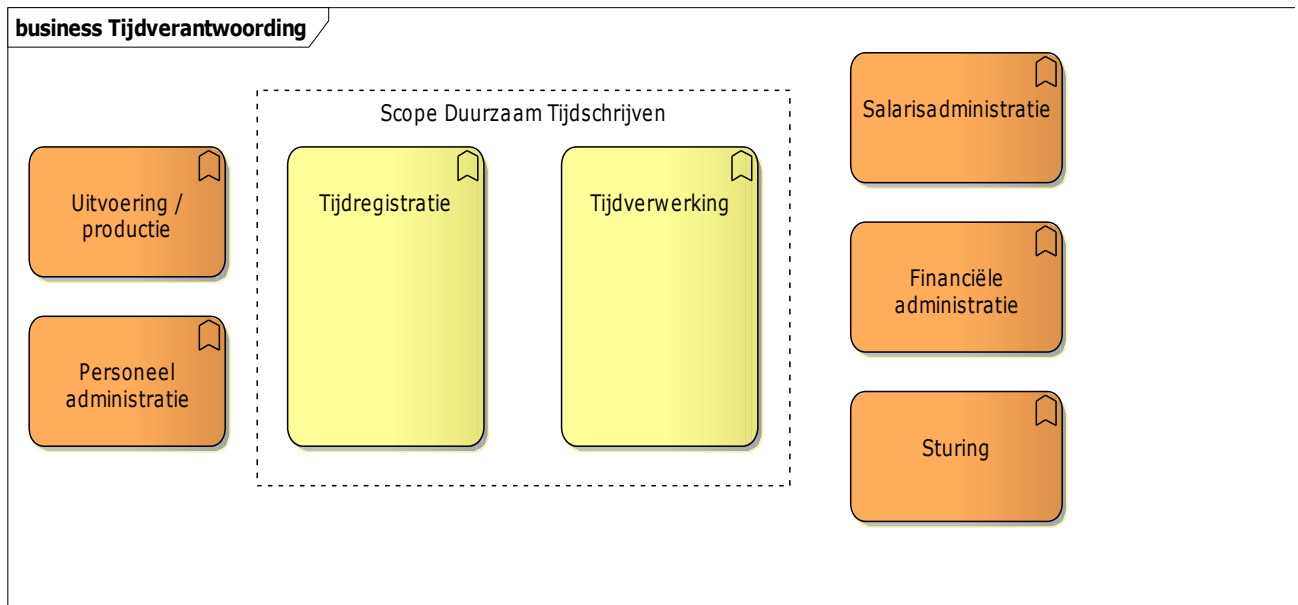 business Tijdverantwoording
Scope Duurzaam Tijdschrijven
Uitvoering /
productie
Personeel
administratie
Tijdregistratie
Tijdverwerking
Salarisadministratie
Financiële
administratie
Sturing